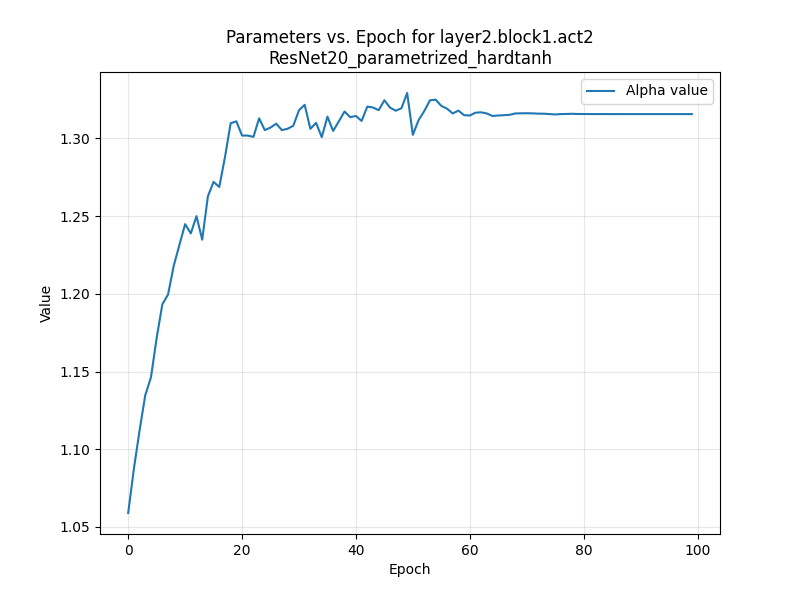 Parameters vs. Epoch for layer2.block1.act2
ResNet20_parametrized_hardtanh
Alpha value
1.30
1.25
1.20
1.15
1.10
1.05
Value
0 20 40 60 80 100
Epoch